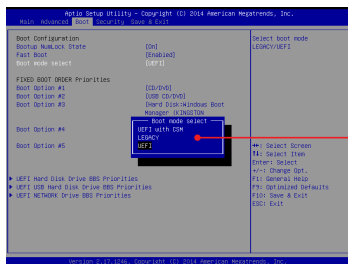 Aptio Setup Utility - Copyright (C) 2014 American Megatrends, Inc.
Main Advanced Boot Security Save & Exit
Boot Configuration
Bootup NumLock State [On]
Fast Boot [Enabled]
Boot mode select [UEFI]
FIXED BOOT ORDER Priorities
Boot Option #1 [CD/DVD]
Boot Option #2 [USB CD/DVD]
Boot Option #3 [Hard Disk:Windows Boot
Manager (KINGSTON
Boot mode select
Boot Option #4
UEFI with CSM
LEGACY
Boot Option #5
UEFI
UEFI Hard Disk Drive BBS Priorities
UEFI USB Hard Disk Drive BBS Priorities
UEFI NETWORK Drive BBS Priorities
Select boot mode
LEGACY/UEFI
→←: Select Screen
↑↓: Select Item
Enter: Select
+/-: Change Opt.
F1: General Help
F9: Optimized Defaults
F10: Save & Exit
ESC: Exit
Version 2.17.1246. Copyright (C) 2014 American Megatrends, Inc.